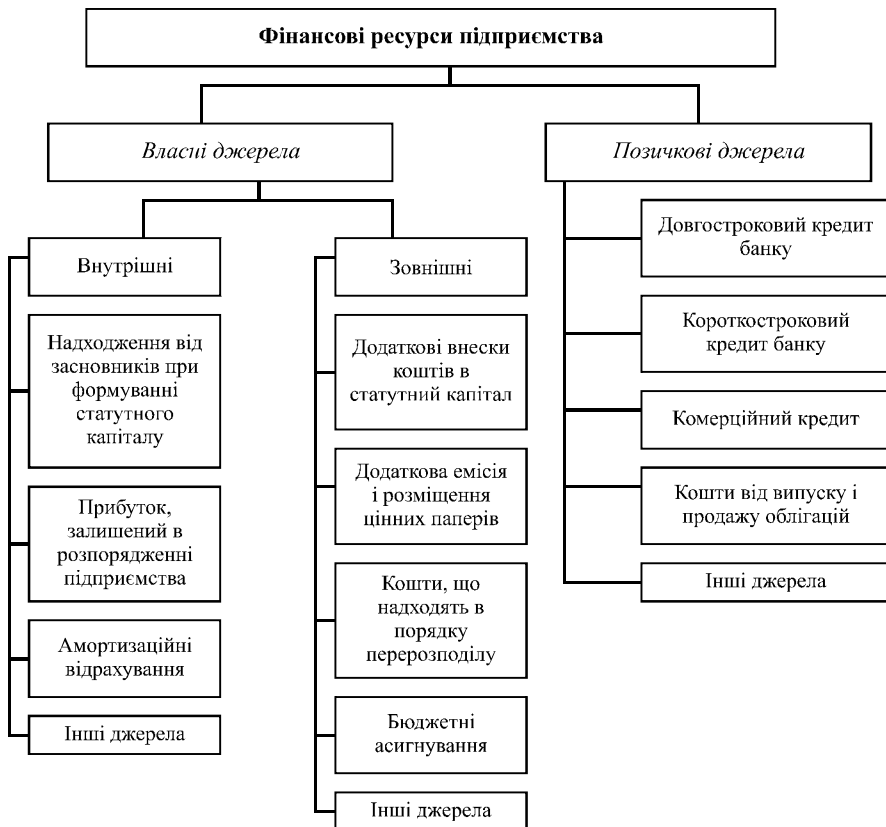 Фінансові ресурси підприємства
Власні джерела
Позичкові джерела
Внутрішні
Надходження від
засновників при
формуванні
статутного
капіталу
Прибуток,
залишений в
розпорядженні
підприємства
Амортизаційні
відрахування
Інші джерела
Зовнішні
Додаткові внески
коштів в
статутний капітал
Додаткова емісія
і розміщення
цінних паперів
Кошти, що
надходять в
порядку
перерозподілу
Бюджетні
асигнування
Інші джерела
Довгостроковий кредит
банку
Короткостроковий
кредит банку
Комерційний кредит
Кошти від випуску і
продажу облігацій
Інші джерела